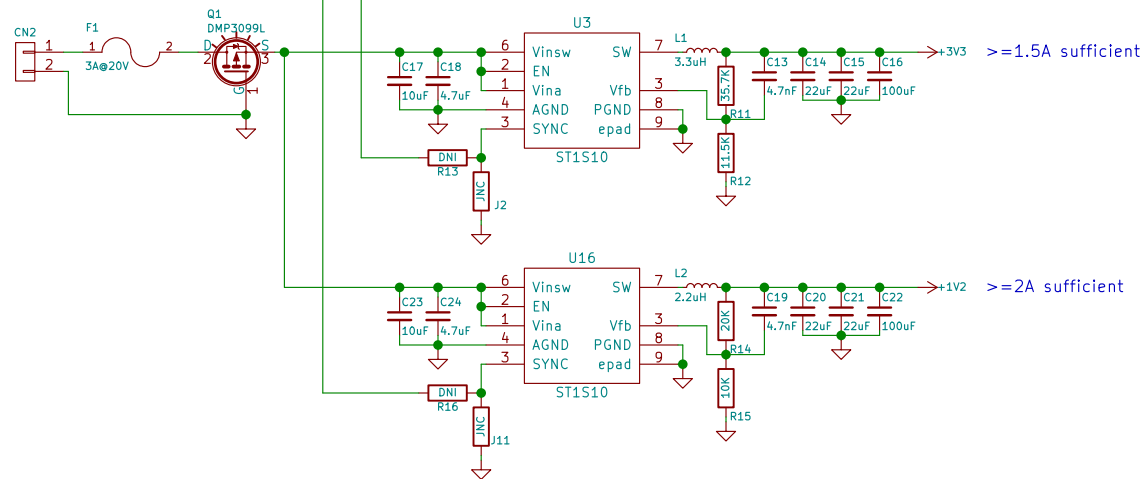 CN2
1
2
F1
1
2
3A@20V
Q1
DMP3099L
D
S
2
3
G
1
C17
10uF
C18
4.7uF
U3
6 Vinsw
2 EN
1 Vina
4 AGND
3 SYNC
SW 7
Vfb 3
PGND 8
epad 9
ST1S10
DNI
R13
JNC
J2
L1
3.3uH
35.7K
R11
11.5K
R12
C13
4.7nF
C14
22uF
C15
22uF
C16
100uF
+3V3
>=1.5A sufficient
C23
10uF
C24
4.7uF
U16
6 Vinsw
2 EN
1 Vina
4 AGND
3 SYNC
SW 7
Vfb 3
PGND 8
epad 9
ST1S10
DNI
R16
JNC
J11
L2
2.2uH
20K
R14
10K
R15
C19
4.7nF
C20
22uF
C21
22uF
C22
100uF
+1V2
>=2A sufficient